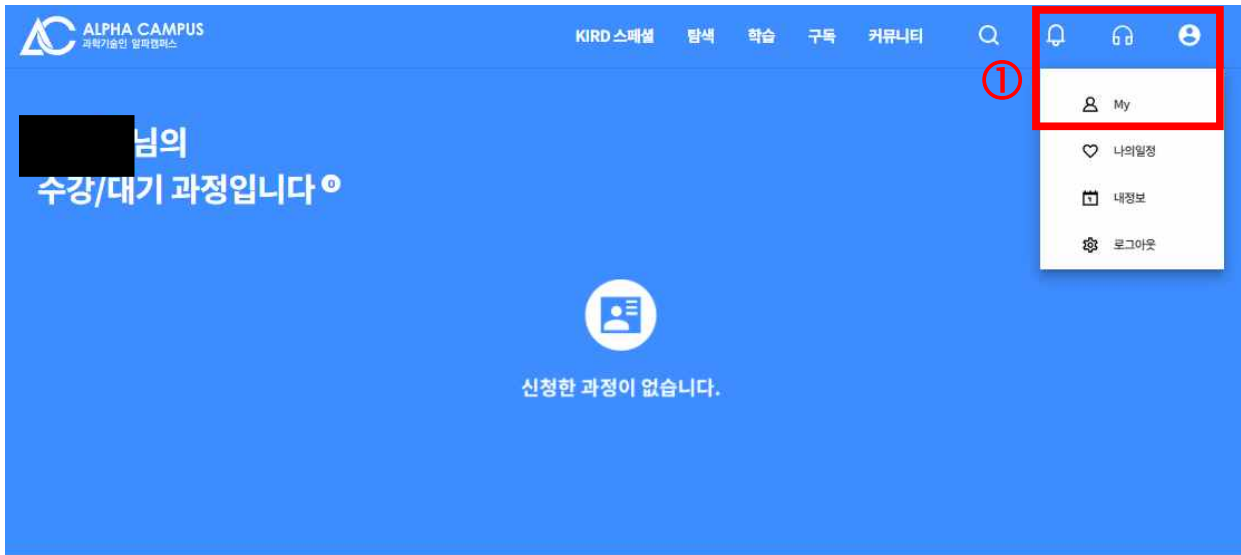 ALPHA CAMPUS
과학기술인 알파캠퍼스
KIRD 스페셜 탐색 학습 구독 커뮤니티
①
My
나의일정
내정보
로그아웃
님의
수강/대기 과정입니다 0
신청한 과정이 없습니다.